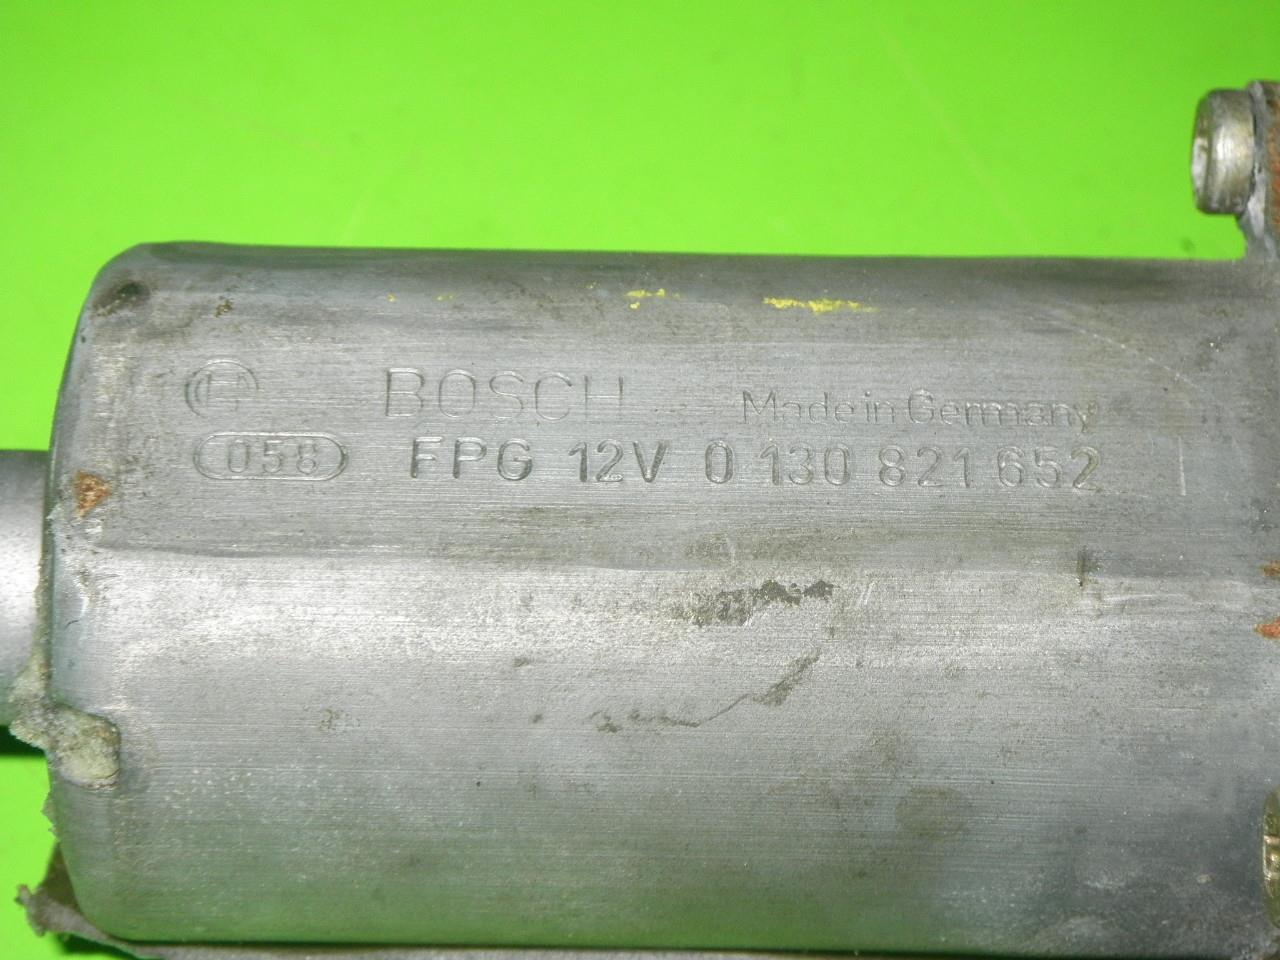 BOSCH Made in Germany
058 FPG 12V 0 130 821 652